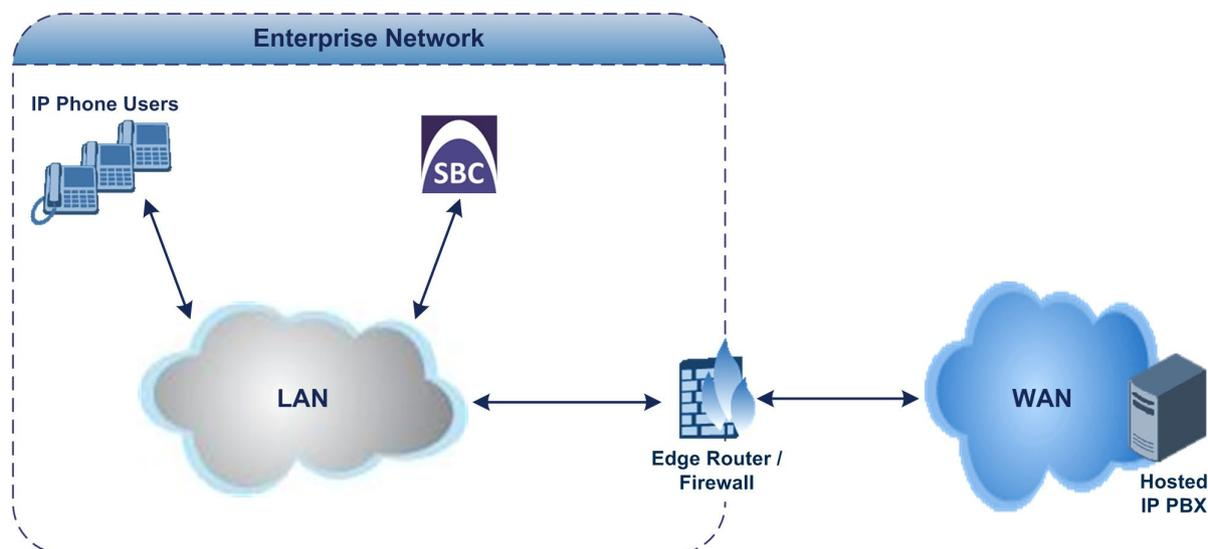 Enterprise Network
IP Phone Users
SBC
LAN
WAN
Edge Router /
Firewall
Hosted
IP PBX